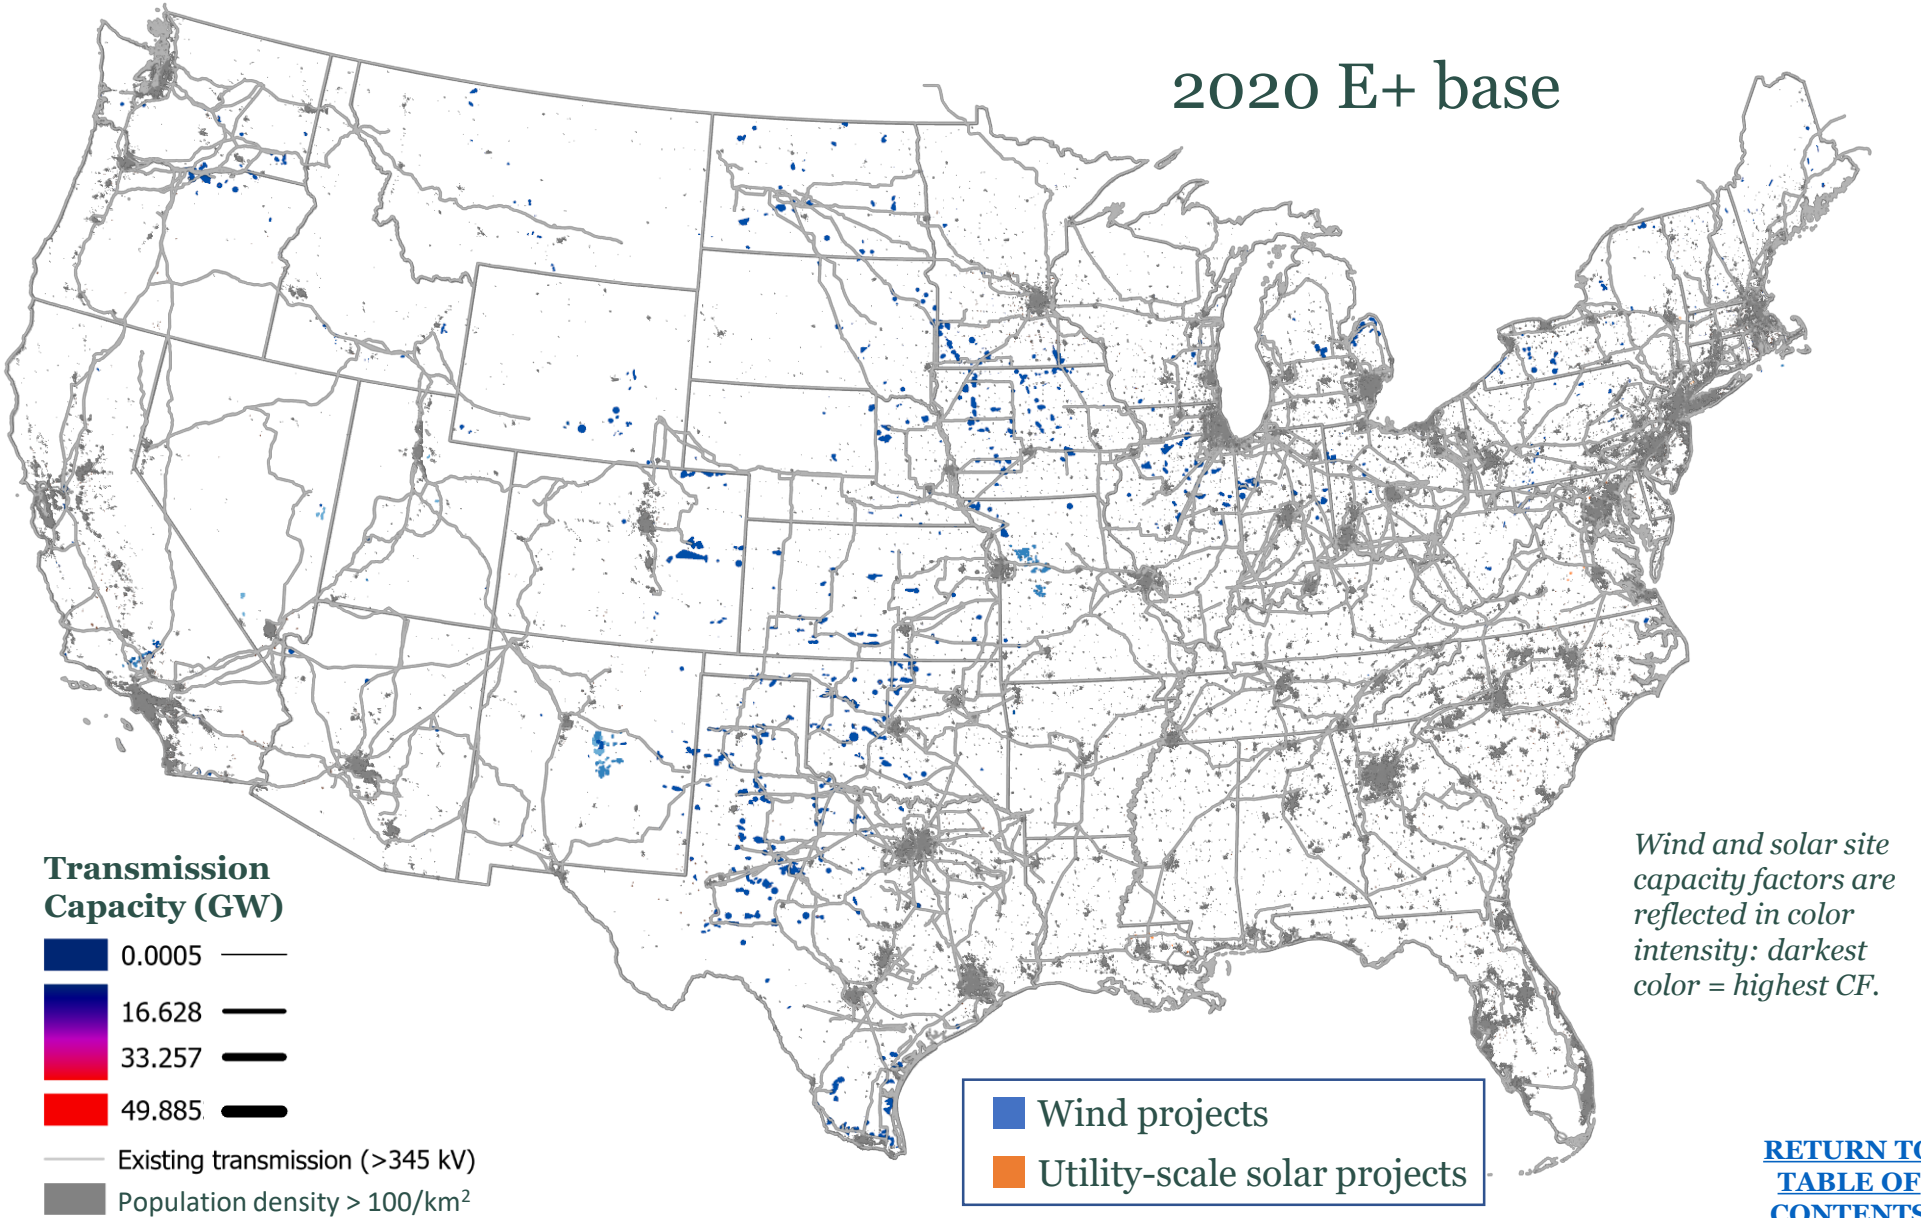 2020 E+ base
Wind and solar site
capacity factors are
reflected in color
intensity: darkest
color = highest CF.
Transmission
Capacity (GW)
0.0005
16.628
33.257
49.885
Existing transmission (>345 kV)
Population density > 100/km²
Wind projects
Utility-scale solar projects
RETURN TO
TABLE OF
CONTENTS